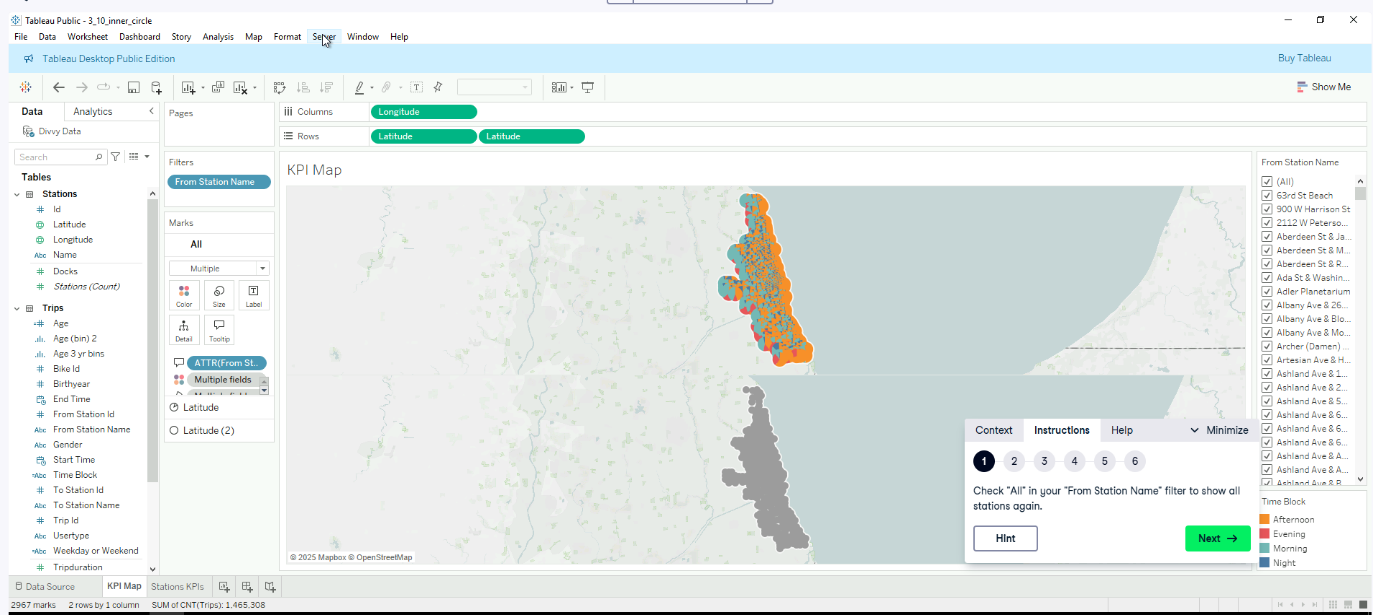 Tableau Public - 3_10_inner_circle
File Data Worksheet Dashboard Story Analysis Map Format Server Window Help
Tableau Desktop Public Edition
Buy Tableau
Show Me
Data Analytics
Divvy Data
Search
Tables
Stations
Id
Latitude
Longitude
Abc Name
Docks
Stations (Count)
Trips
Age
Age (bin) 2
Age 3 yr bins
Bike Id
Birthyear
End Time
From Station Id
Abc From Station Name
Abc Gender
Start Time
Abc Time Block
To Station Id
Abc To Station Name
Trip Id
Abc Usertype
Abc Weekday or Weekend
Tripduration
Pages
Filters
From Station Name
Marks
All
Multiple
Color Size Label
Detail Tooltip
ATTR(From St..
Multiple fields
Latitude
Latitude (2)
Columns Longitude
Rows Latitude Latitude
KPI Map
© 2025 Mapbox © OpenStreetMap
From Station Name
(All)
63rd St Beach
900 W Harrison St
2112 W Peterso...
Aberdeen St & Ja...
Aberdeen St & M...
Aberdeen St & R...
Ada St & Washin...
Adler Planetarium
Albany Ave & 26...
Albany Ave & Blo...
Albany Ave & Mo...
Archer (Damen) ...
Artesian Ave & H...
Ashland Ave & 1...
Ashland Ave & 2...
Ashland Ave & 5...
Ashland Ave & 6...
Ashland Ave & 6...
Ashland Ave & 6...
Ashland Ave & A...
Ashland Ave & A...
Ashland Ave & B...
Context Instructions Help Minimize
1 2 3 4 5 6
Check "All" in your "From Station Name" filter to show all
stations again.
Hint
Next
Time Block
Afternoon
Evening
Morning
Night
Data Source KPI Map Stations KPIs
2967 marks 2 rows by 1 column SUM of CNT(Trips): 1,465,308